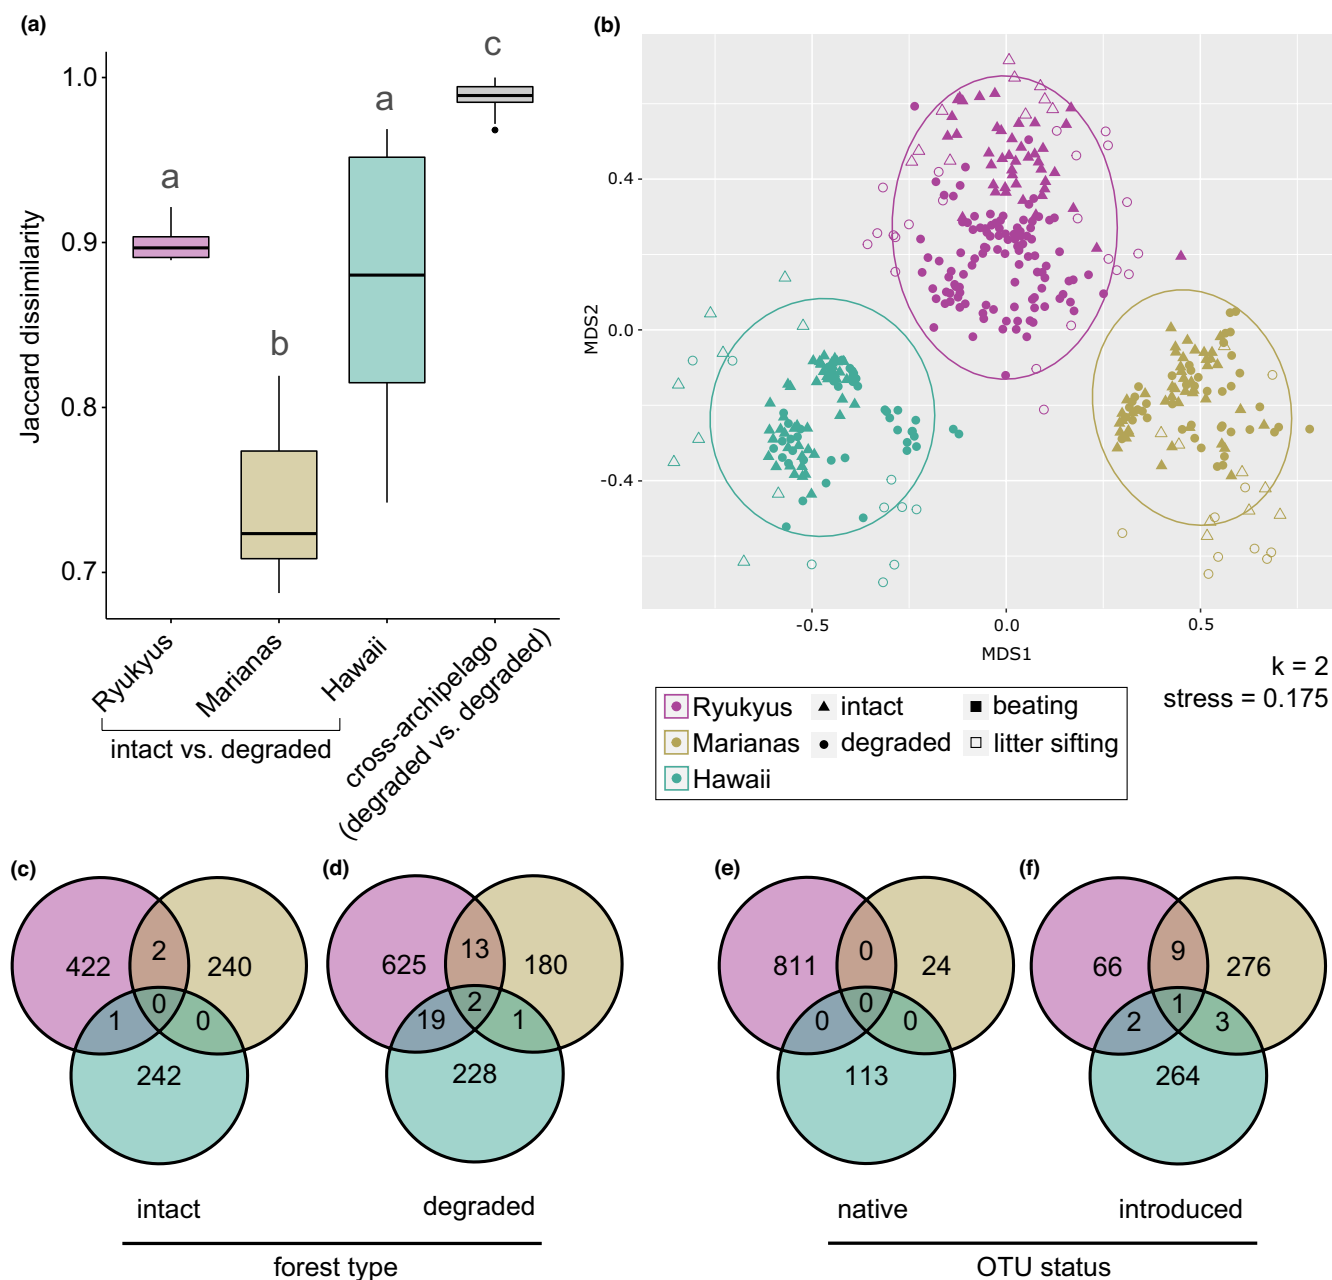 (a)
Jaccard dissimilarity
1.0
0.9
0.8
0.7
a
b
a
c
Ryukyus
Marianas
Hawaii
cross-archipelago
(degraded vs. degraded)
intact vs. degraded
(b)
MDS2
0.4
0.0
-0.4
-0.5
0.0
0.5
MDS1
k = 2
stress = 0.175
Ryukyus
intact
beating
Marianas
degraded
litter sifting
Hawaii
(c)
422
2
240
0
1
0
242
intact
(d)
625
13
180
2
19
1
228
degraded
forest type
(e)
811
0
24
0
0
0
113
native
(f)
66
9
276
1
2
3
264
introduced
OTU status